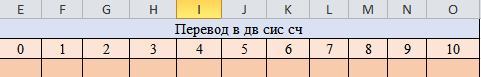 E F G H I J K L M N O
Перевод в дв сис сч
0 1 2 3 4 5 6 7 8 9 10